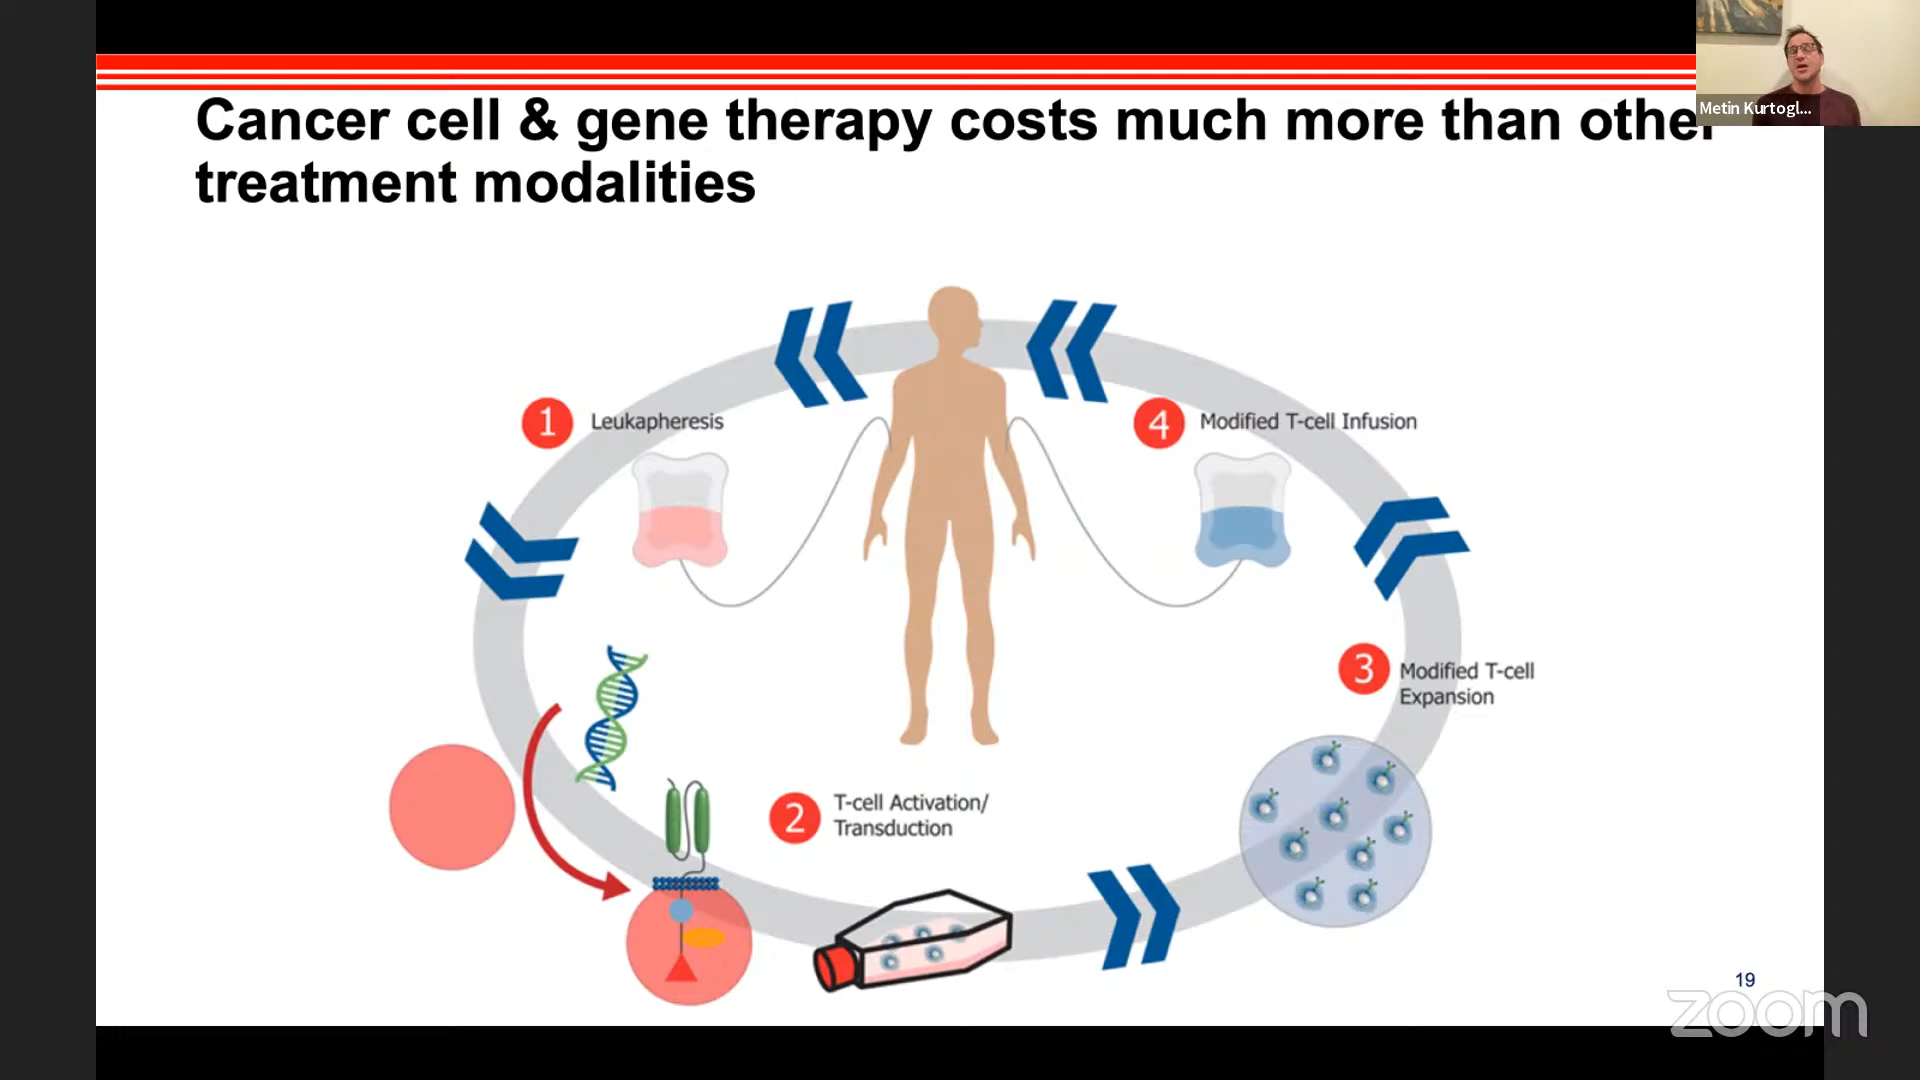 Metin Kurtogl...
Cancer cell & gene therapy costs much more than other
treatment modalities
1 Leukapheresis
4 Modified T-cell Infusion
3 Modified T-cell
Expansion
2 T-cell Activation/
Transduction
19
zoom